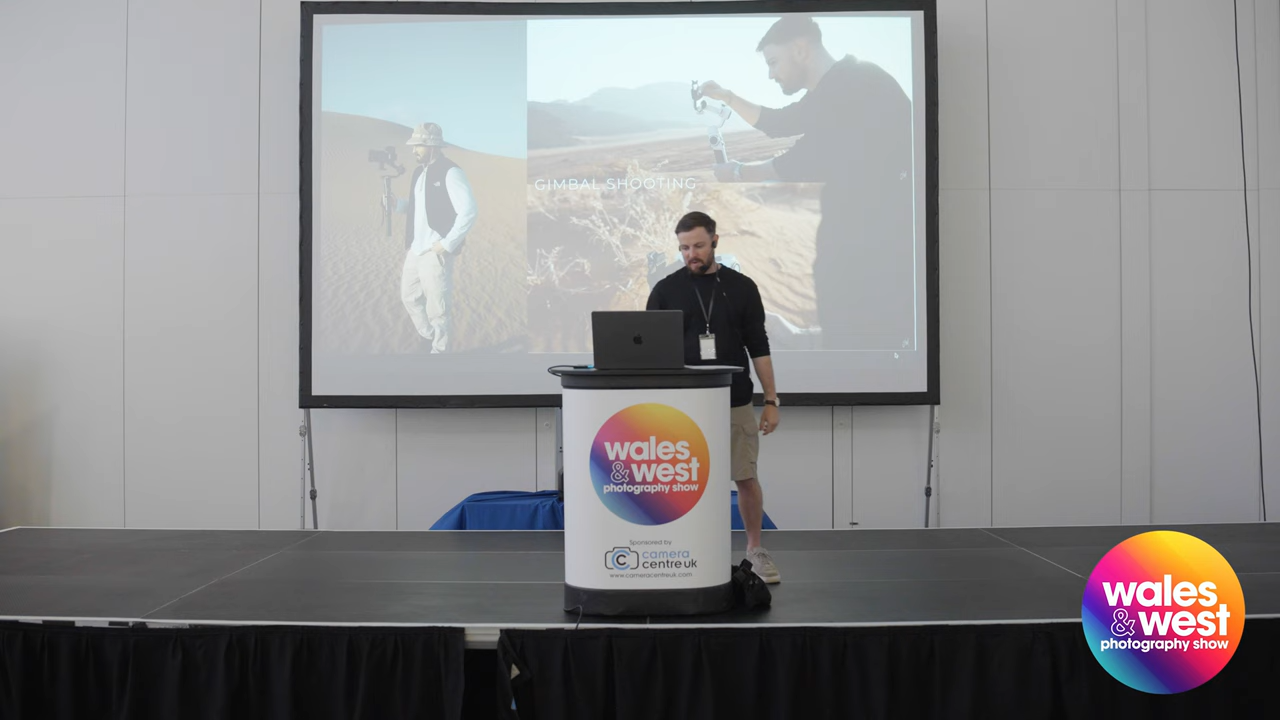 GIMBAL SHOOTING
wales
& west
photography show
Sponsored by
camera
centre uk
www.cameracentreuk.com
wales
& west
photography show